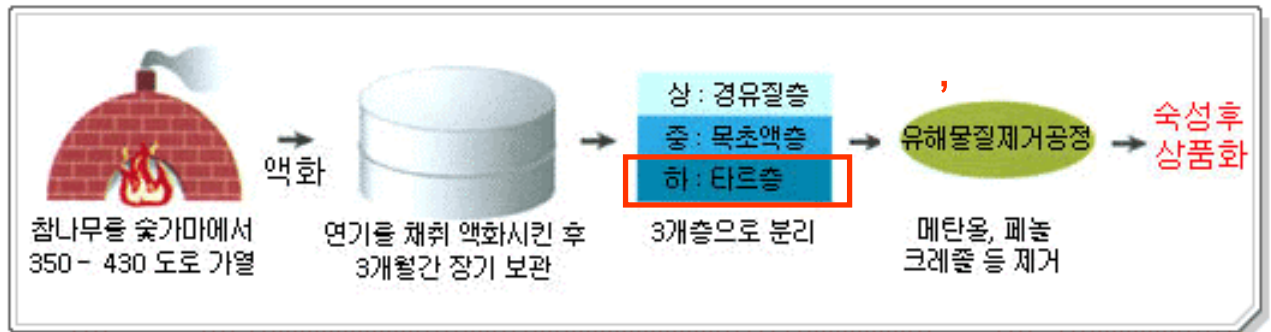 참나무를 숯가마에서
350 - 430 도로 가열
액화
연기를 채취 액화시킨 후
3개월간 장기 보관
상 : 경유질층
중 : 목초액층
하 : 타르층
3개층으로 분리
,
유해물질제거공정
메탄올, 페놀
크레졸 등 제거
숙성후
상품화